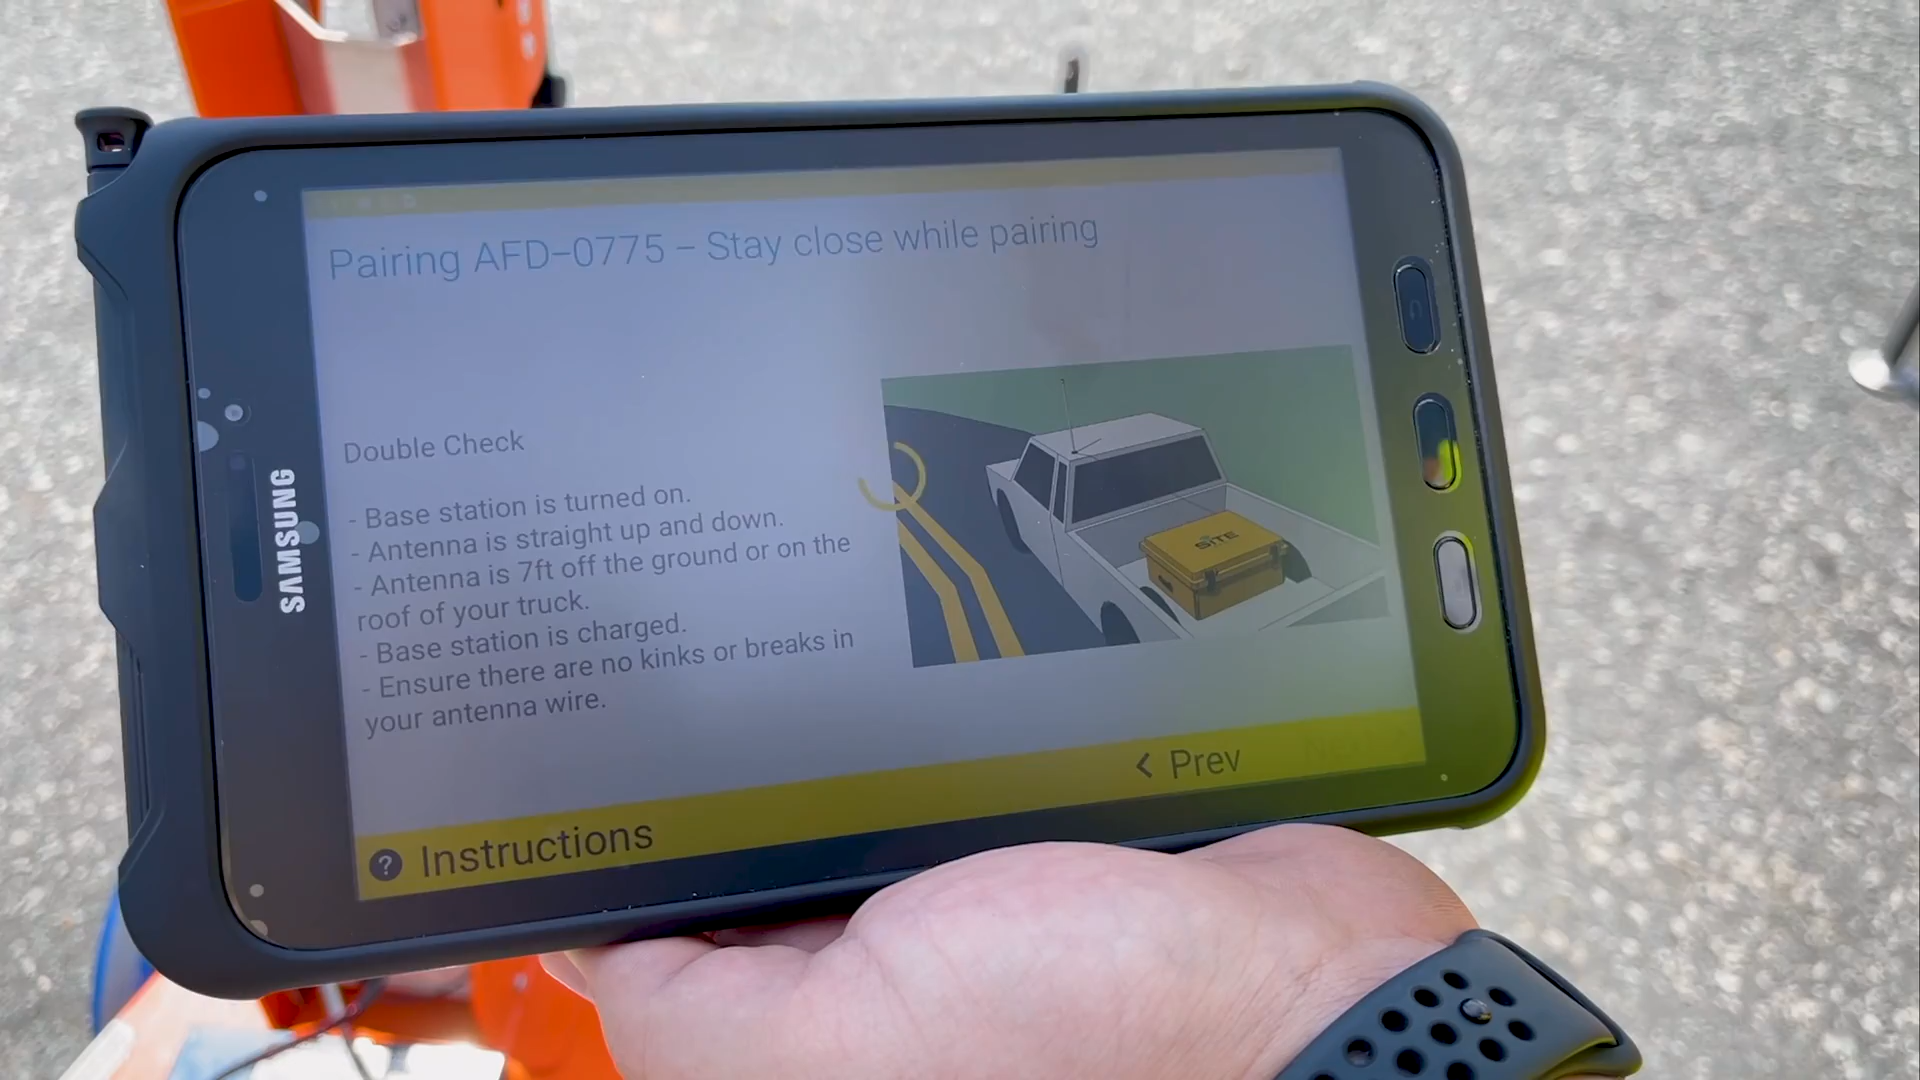 Pairing AFD-0775 – Stay close while pairing
Double Check
- Base station is turned on.
- Antenna is straight up and down.
- Antenna is 7ft off the ground or on the
roof of your truck.
- Base station is charged.
- Ensure there are no kinks or breaks in
your antenna wire.
SITE
< Prev
? Instructions
SAMSUNG